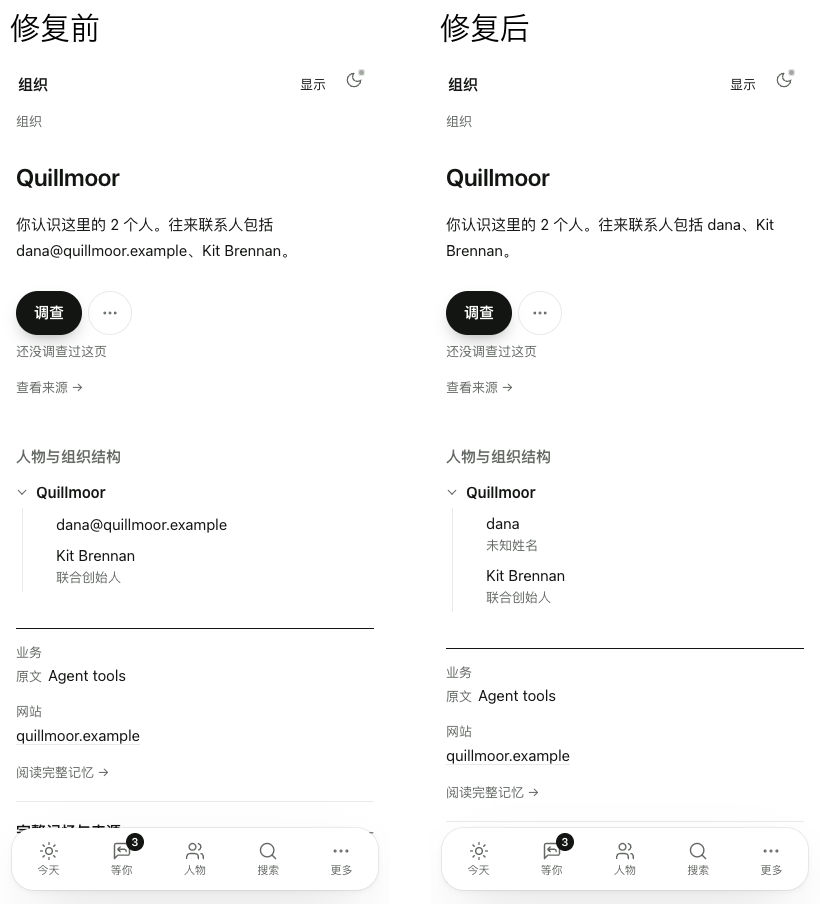 修复前
组织
显示
组织
Quillmoor
你认识这里的 2 个人。往来联系人包括
dana@quillmoor.example、Kit Brennan。
调查
还没调查过这页
查看来源 →
人物与组织结构
Quillmoor
dana@quillmoor.example
Kit Brennan
联合创始人
业务
原文 Agent tools
网站
quillmoor.example
阅读完整记忆 →
完整记忆与来源
3
今天
等你
人物
搜索
更多
修复后
组织
显示
组织
Quillmoor
你认识这里的 2 个人。往来联系人包括 dana、Kit
Brennan。
调查
还没调查过这页
查看来源 →
人物与组织结构
Quillmoor
dana
未知姓名
Kit Brennan
联合创始人
业务
原文 Agent tools
网站
quillmoor.example
阅读完整记忆 →
3
今天
等你
人物
搜索
更多